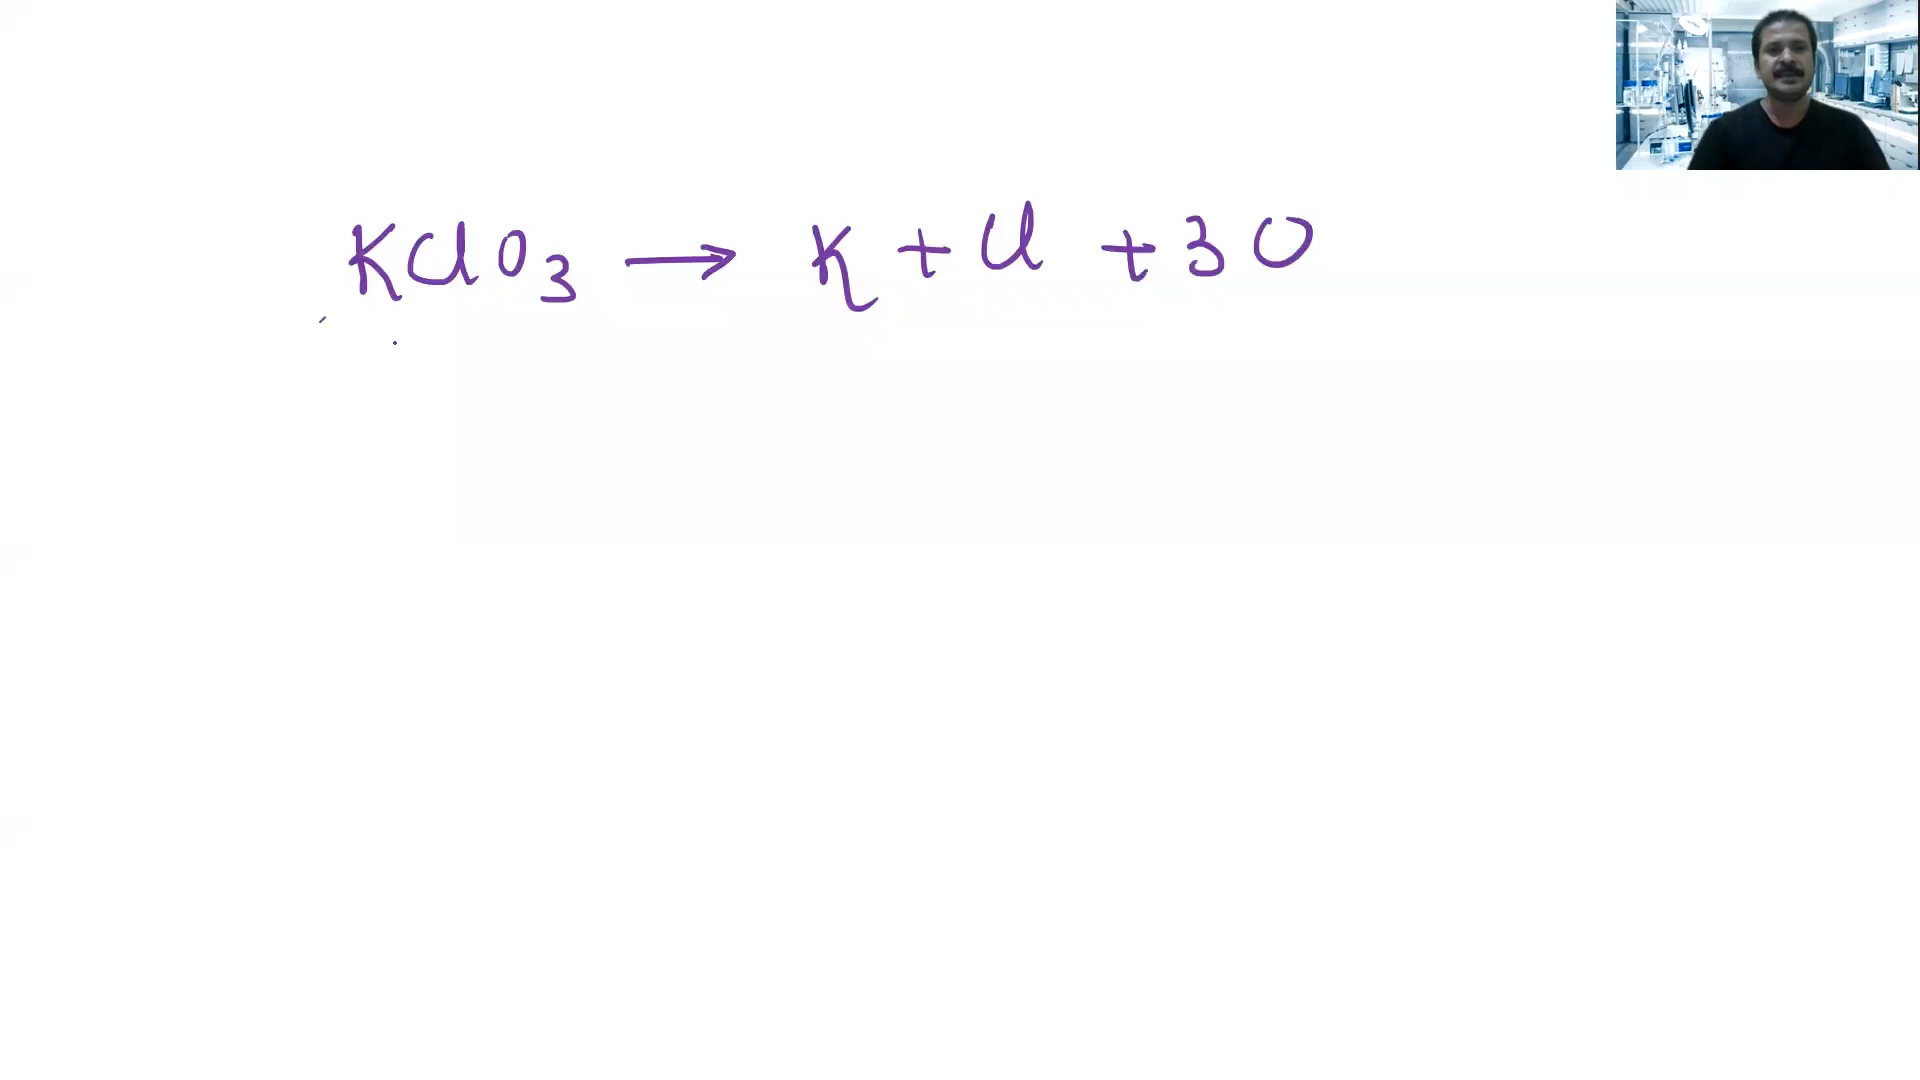 KClO₃ → K + Cl + 3O